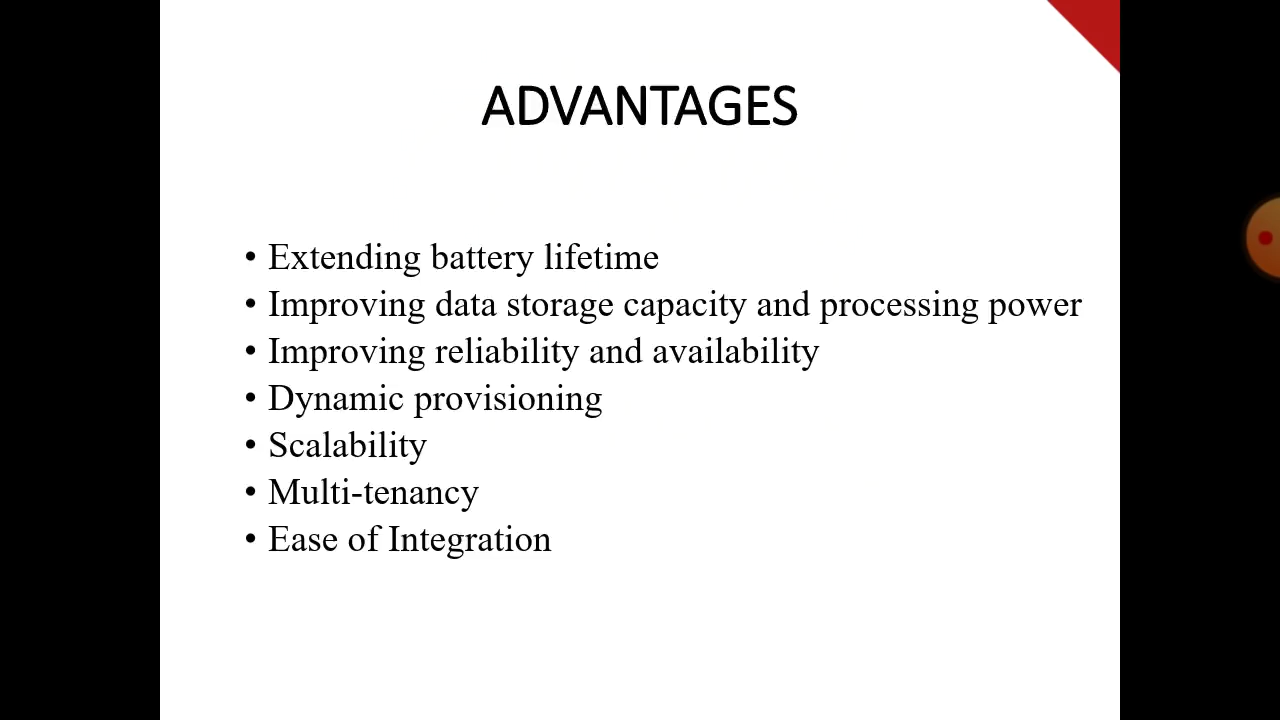 ADVANTAGES
• Extending battery lifetime
• Improving data storage capacity and processing power
• Improving reliability and availability
• Dynamic provisioning
• Scalability
• Multi-tenancy
• Ease of Integration